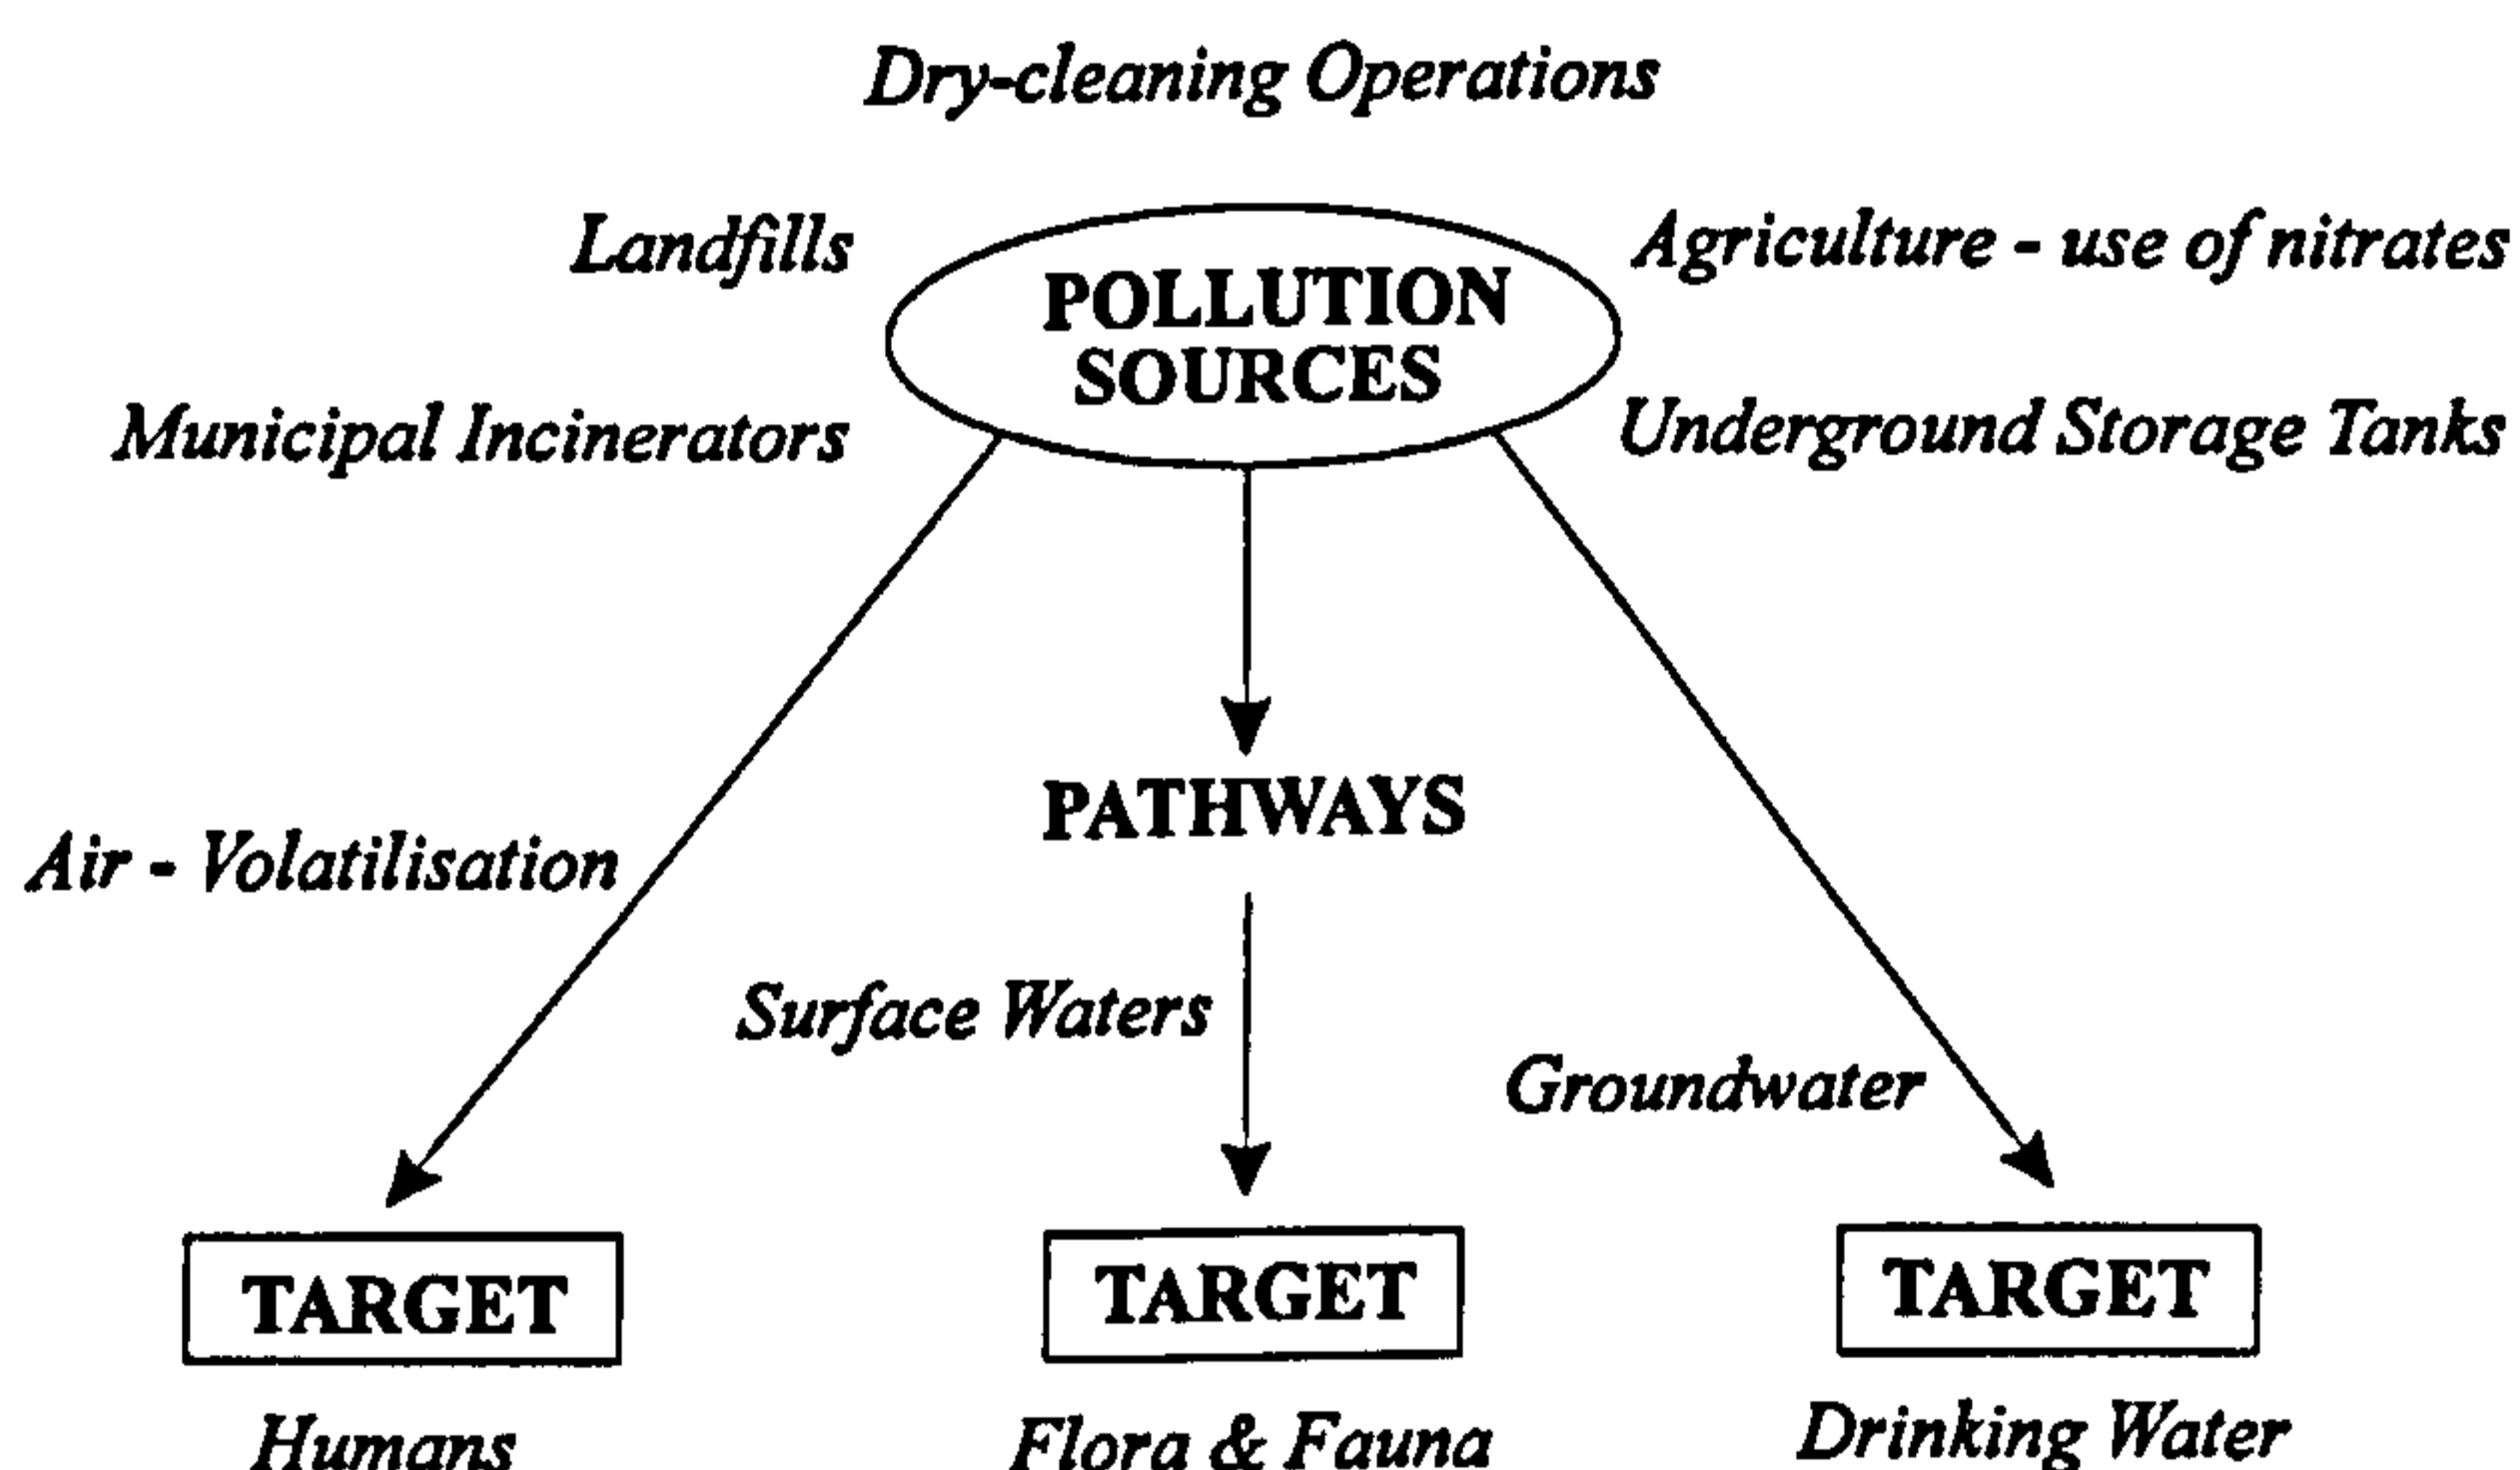 Dry-cleaning Operations
Landfills
Agriculture - use of nitrates
POLLUTION
SOURCES
Municipal Incinerators
Underground Storage Tanks
PATHWAYS
Air - Volatilisation
Surface Waters
Groundwater
TARGET
TARGET
TARGET
Humans
Flora & Fauna
Drinking Water